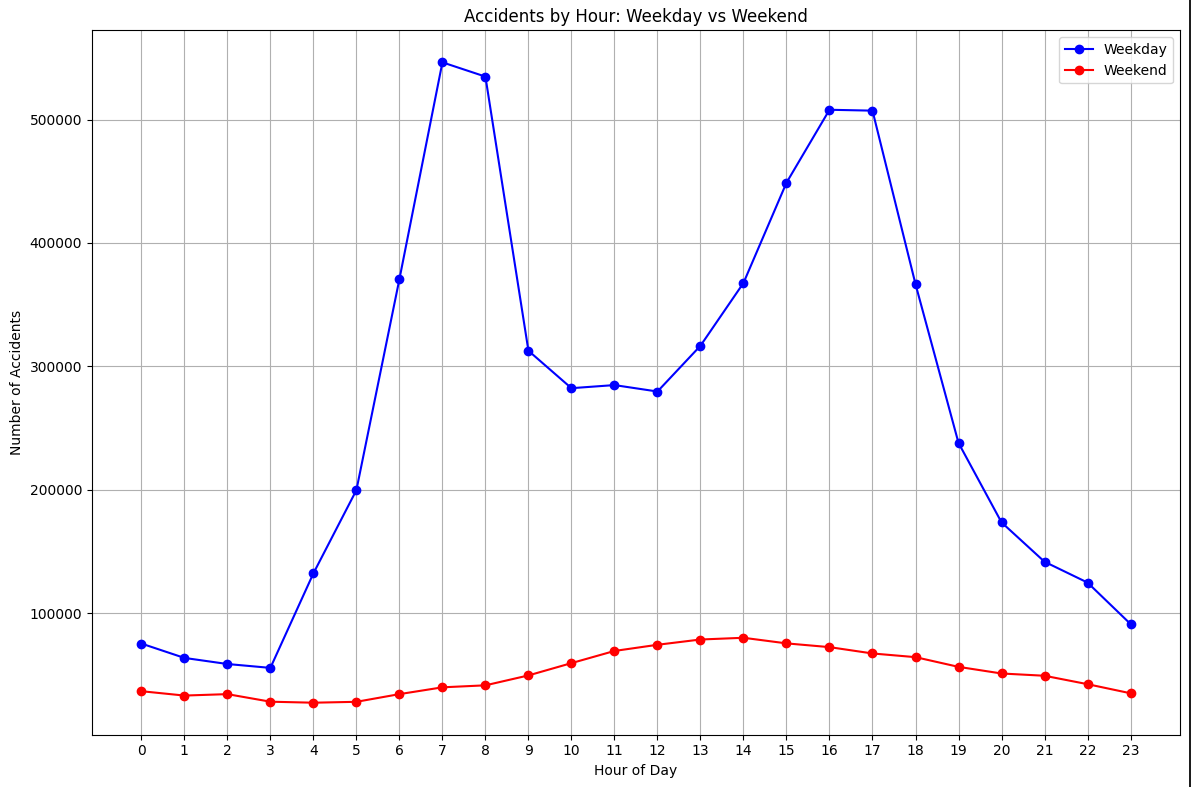 Accidents by Hour: Weekday vs Weekend
Weekday
Weekend
Number of Accidents
500000
400000
300000
200000
100000
0 1 2 3 4 5 6 7 8 9 10 11 12 13 14 15 16 17 18 19 20 21 22 23
Hour of Day